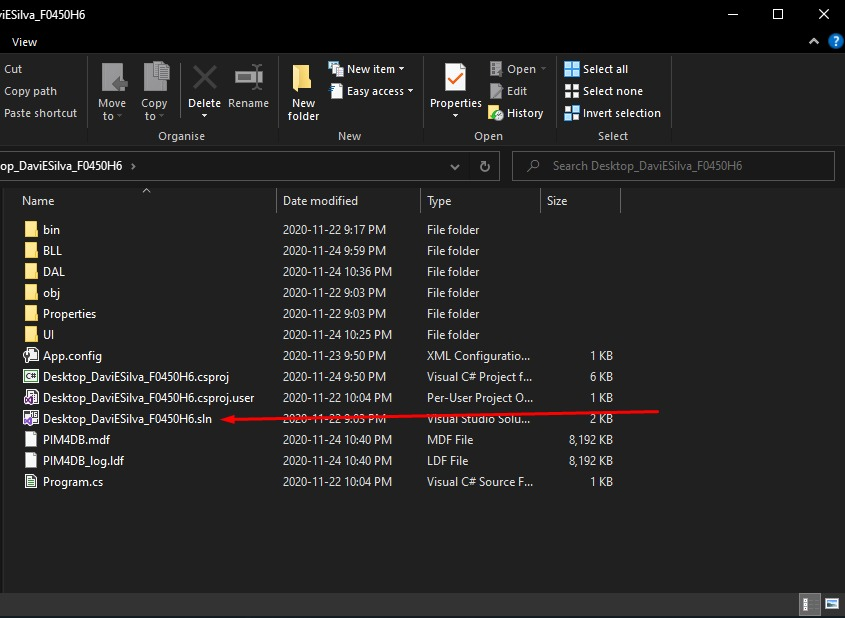 iESilva_F0450H6
View
?
Cut
Copy path
Paste shortcut
Move to
Copy to
Delete
Rename
Organise
New folder
New item
Easy access
New
Properties
Open
Edit
History
Open
Select all
Select none
Invert selection
Select
op_DaviESilva_F0450H6
Search Desktop_DaviESilva_F0450H6
Name Date modified Type Size
bin 2020-11-22 9:17 PM File folder
BLL 2020-11-24 9:59 PM File folder
DAL 2020-11-24 10:36 PM File folder
obj 2020-11-22 9:03 PM File folder
Properties 2020-11-22 9:03 PM File folder
UI 2020-11-24 10:25 PM File folder
App.config 2020-11-23 9:50 PM XML Configuratio... 1 KB
Desktop_DaviESilva_F0450H6.csproj 2020-11-24 9:50 PM Visual C# Project f... 6 KB
Desktop_DaviESilva_F0450H6.csproj.user 2020-11-22 10:04 PM Per-User Project O... 1 KB
Desktop_DaviESilva_F0450H6.sln 2020-11-22 9:03 PM Visual Studio Solu... 2 KB
PIM4DB.mdf 2020-11-24 10:40 PM MDF File 8,192 KB
PIM4DB_log.ldf 2020-11-24 10:40 PM LDF File 8,192 KB
Program.cs 2020-11-22 10:04 PM Visual C# Source F... 1 KB